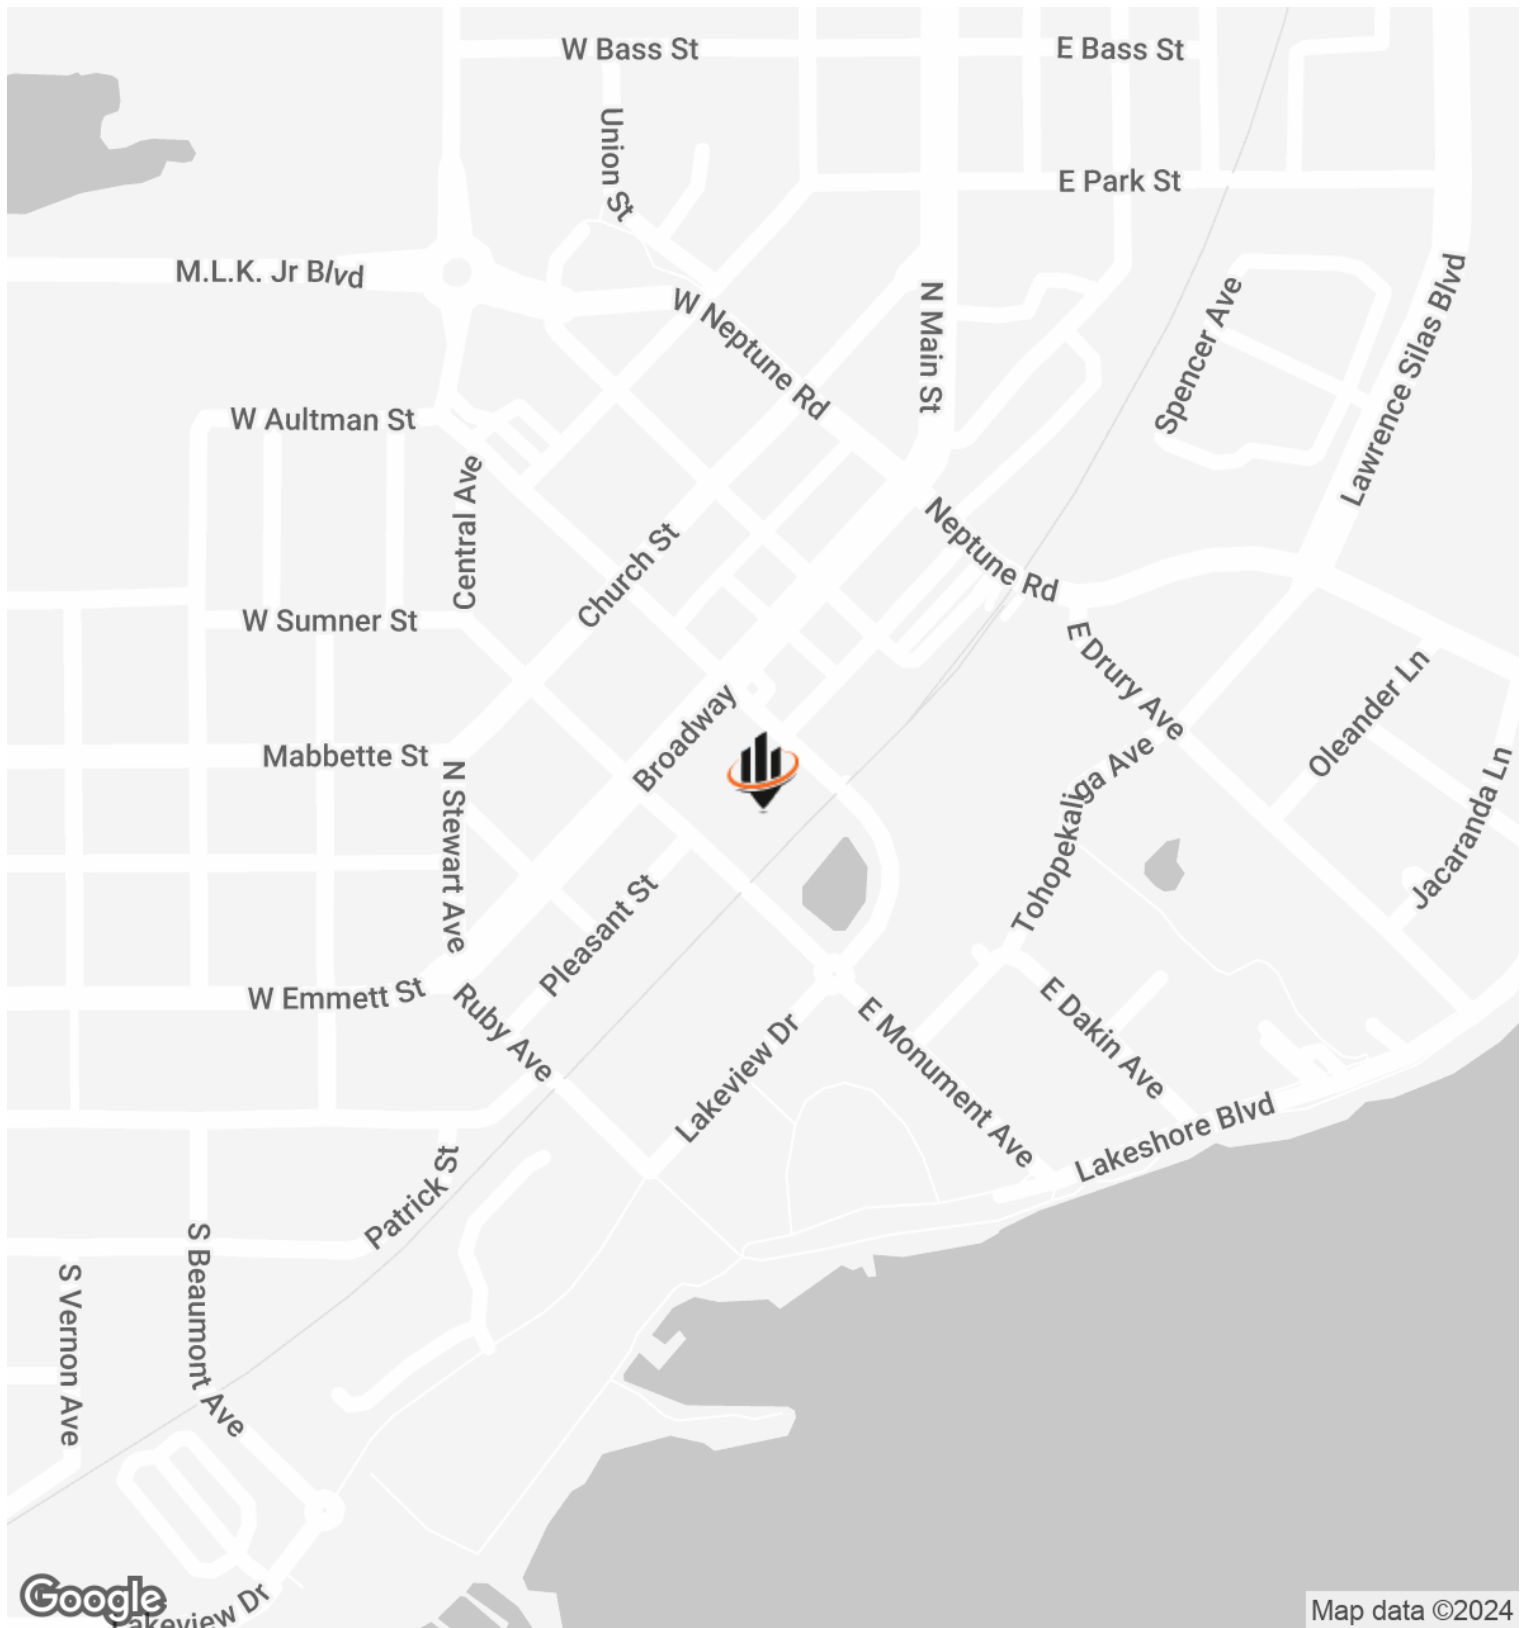 W Bass St
E Bass St
Union St
E Park St
M.L.K. Jr Blvd
W Neptune Rd
N Main St
Spencer Ave
Lawrence Silas Blvd
W Aultman St
Central Ave
Church St
Neptune Rd
W Sumner St
E Drury Ave
Oleander Ln
Broadway
Mabbette St
N Stewart Ave
Tohopekaliga Ave
Jacaranda Ln
Pleasant St
W Emmett St
Ruby Ave
E Dakin Ave
E Monument Ave
Lakeview Dr
Lakeshore Blvd
Patrick St
S Beaumont Ave
S Vernon Ave
Google
Lakeview Dr
Map data ©2024